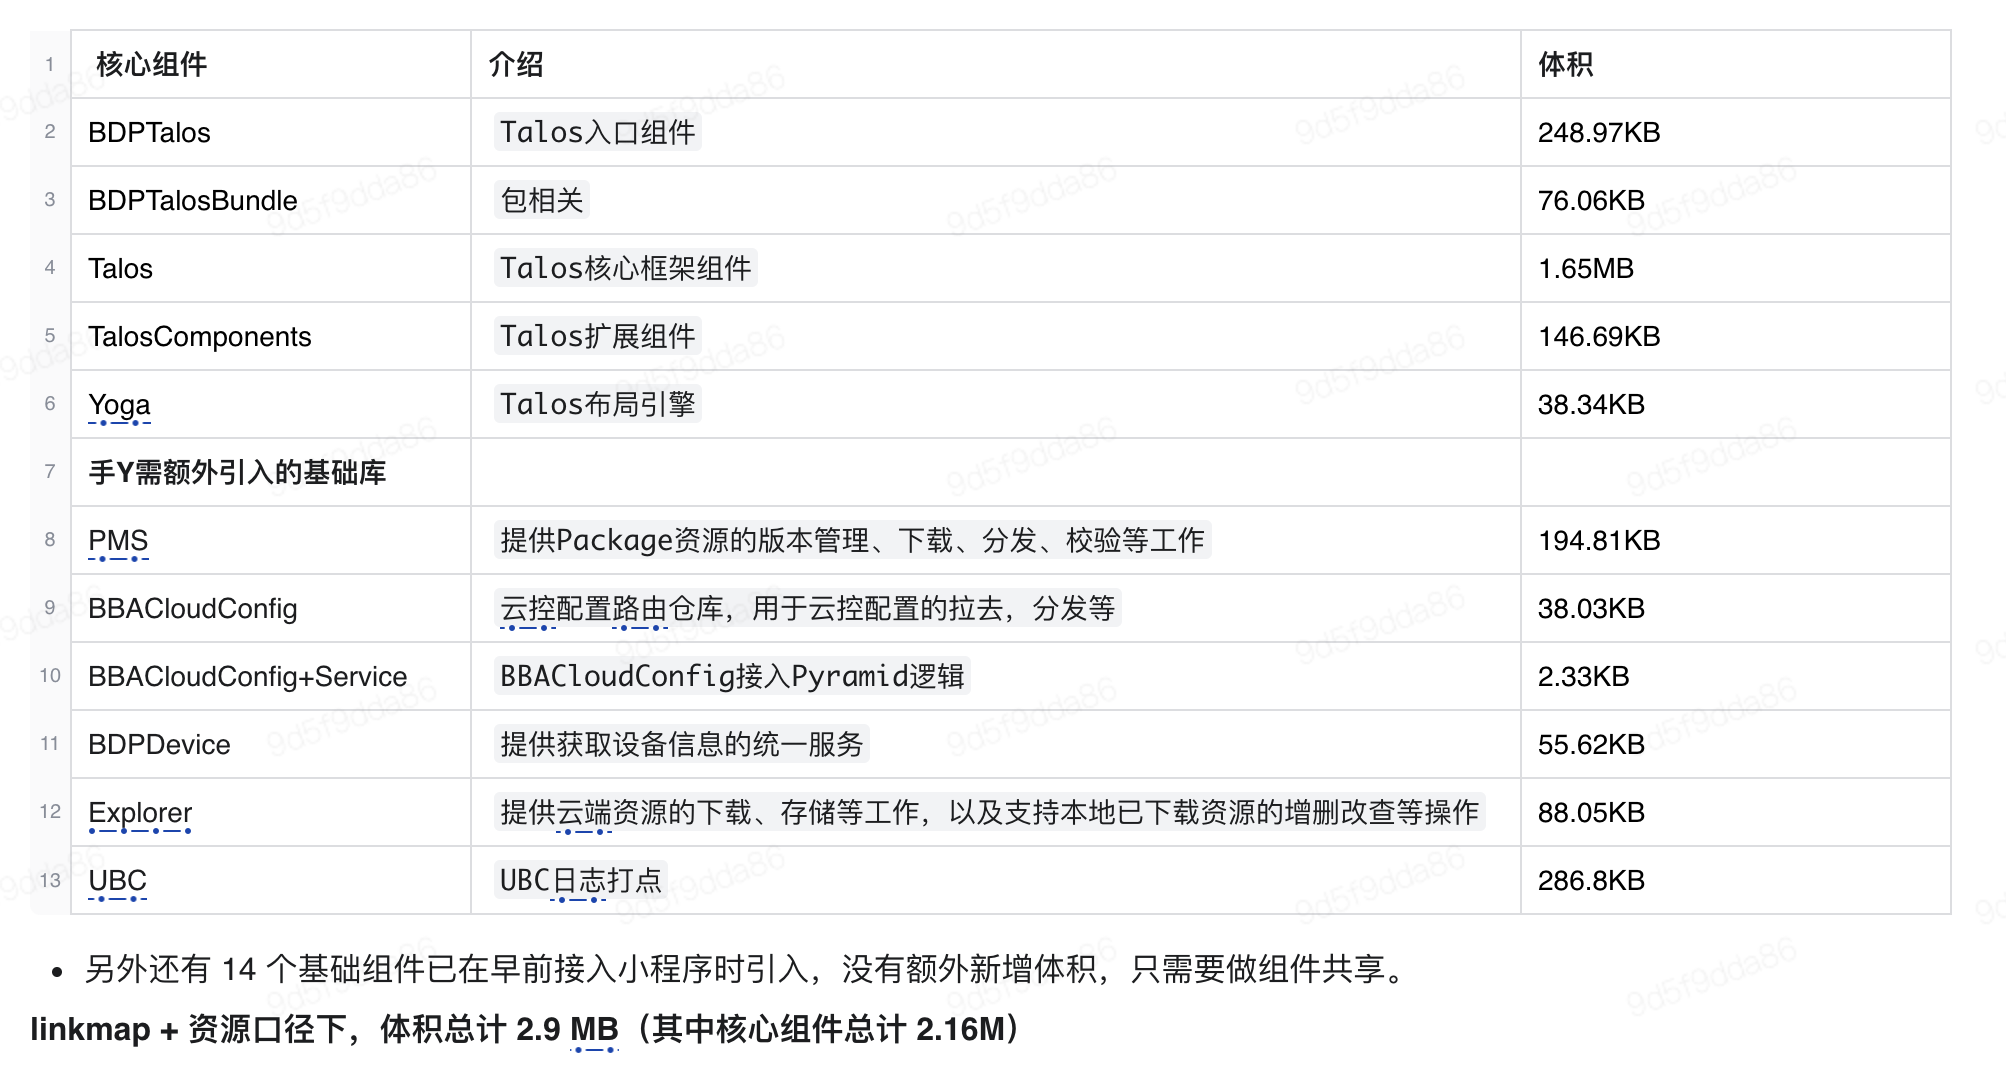 1 核心组件 介绍 体积
2 BDPTalos Talos入口组件 248.97KB
3 BDPTalosBundle 包相关 76.06KB
4 Talos Talos核心框架组件 1.65MB
5 TalosComponents Talos扩展组件 146.69KB
6 Yoga Talos布局引擎 38.34KB
7 手Y需额外引入的基础库
8 PMS 提供Package资源的版本管理、下载、分发、校验等工作 194.81KB
9 BBACloudConfig 云控配置路由仓库，用于云控配置的拉去，分发等 38.03KB
10 BBACloudConfig+Service BBACloudConfig接入Pyramid逻辑 2.33KB
11 BDPDevice 提供获取设备信息的统一服务 55.62KB
12 Explorer 提供云端资源的下载、存储等工作，以及支持本地已下载资源的增删改查等操作 88.05KB
13 UBC UBC日志打点 286.8KB
• 另外还有 14 个基础组件已在早前接入小程序时引入，没有额外新增体积，只需要做组件共享。
linkmap + 资源口径下，体积总计 2.9 MB（其中核心组件总计 2.16M）
9d5f9dda86